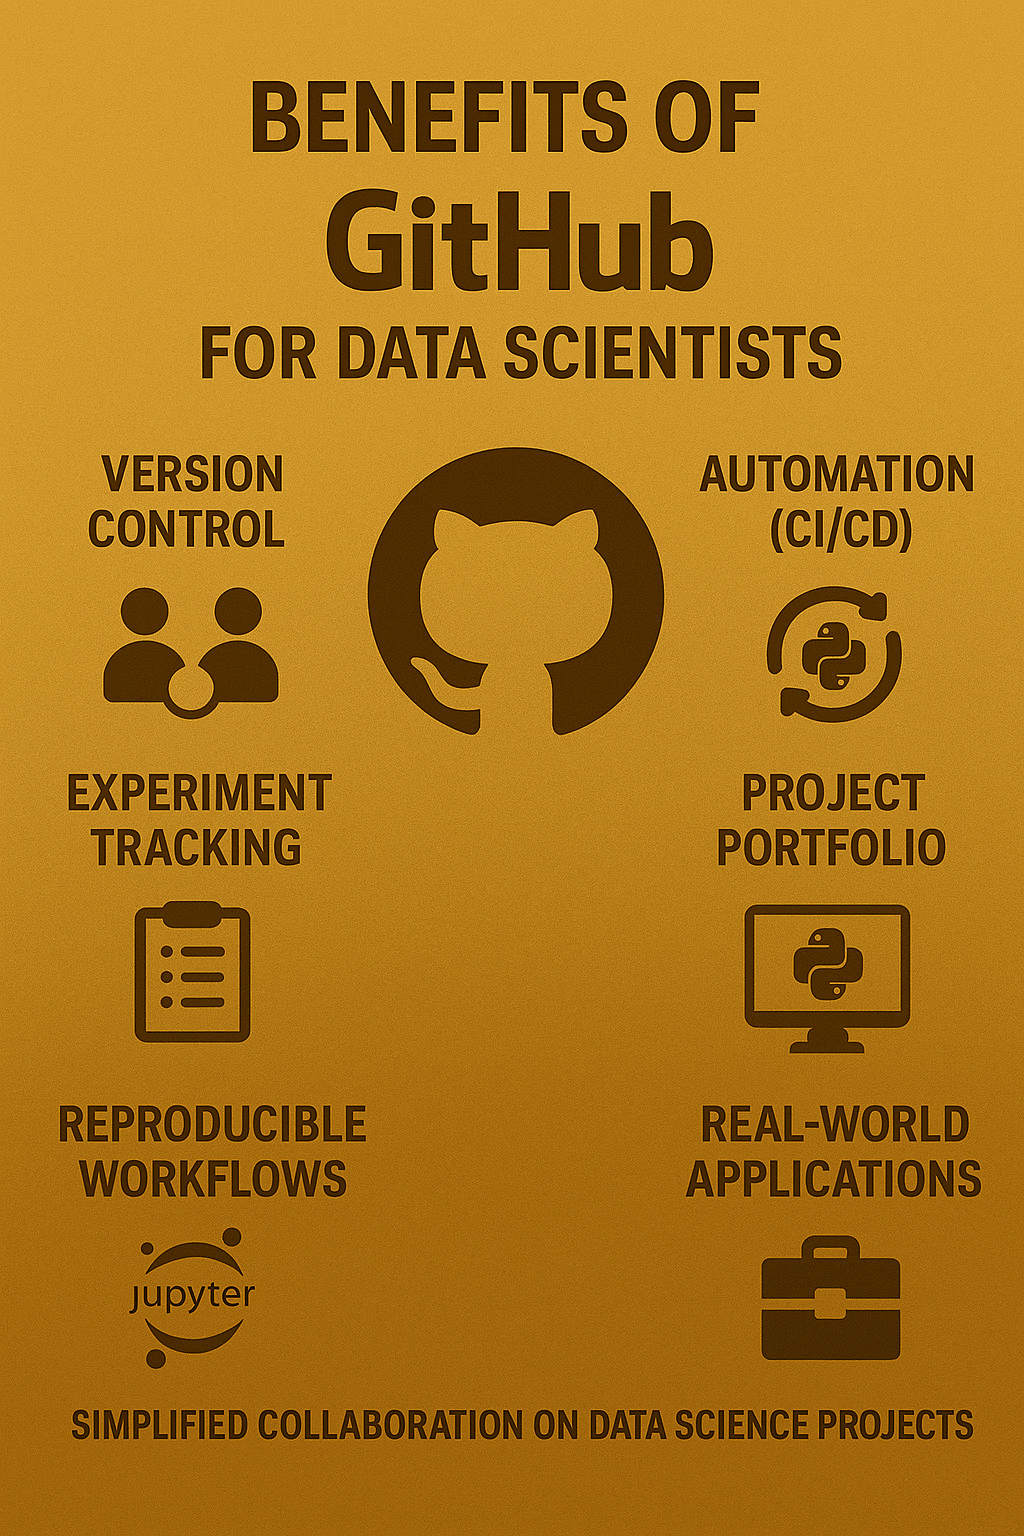 BENEFITS OF
GitHub
FOR DATA SCIENTISTS
VERSION
CONTROL
AUTOMATION
(CI/CD)
EXPERIMENT
TRACKING
PROJECT
PORTFOLIO
REPRODUCIBLE
WORKFLOWS
jupyter
REAL-WORLD
APPLICATIONS
SIMPLIFIED COLLABORATION ON DATA SCIENCE PROJECTS